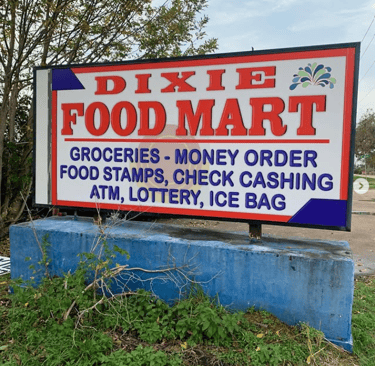 DIXIE
FOOD MART
GROCERIES - MONEY ORDER
FOOD STAMPS, CHECK CASHING
ATM, LOTTERY, ICE BAG